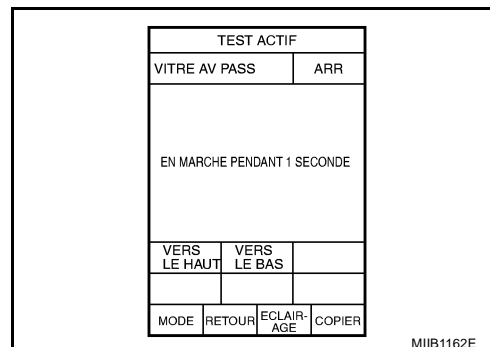 TEST ACTIF
VITRE AV PASS ARR
EN MARCHE PENDANT 1 SECONDE
VERS LE HAUT
VERS LE BAS
MODE RETOUR ECLAIR-AGE COPIER
MIIB1162E